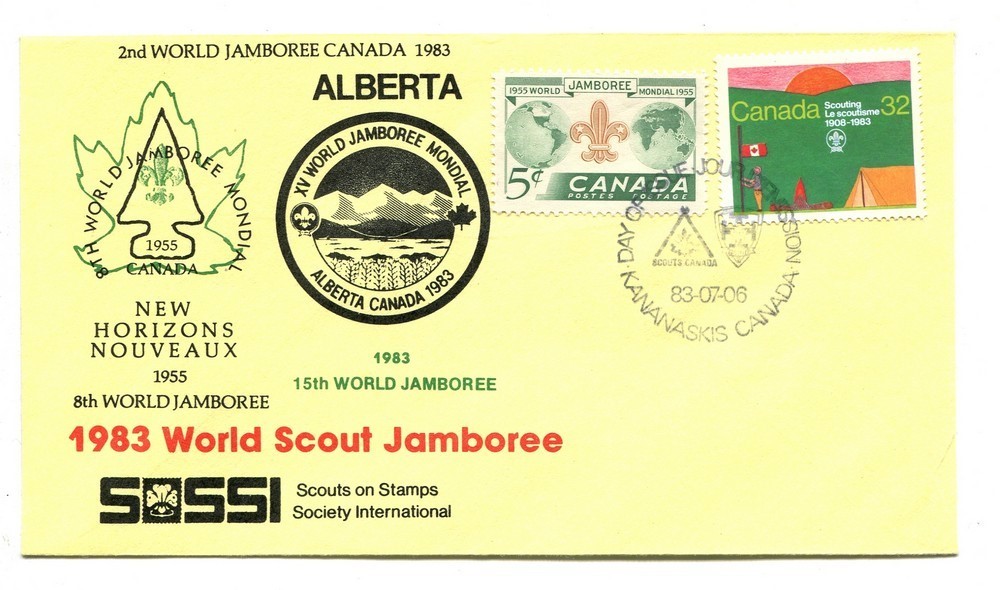 2nd WORLD JAMBOREE CANADA 1983
8TH WORLD JAMBOREE MONDIAL
1955
CANADA
NEW
HORIZONS
NOUVEAUX
1955
8th WORLD JAMBOREE
ALBERTA
XV WORLD JAMBOREE MONDIAL
ALBERTA CANADA 1983
1983
15th WORLD JAMBOREE
1955 WORLD JAMBOREE MONDIAL 1955
5¢ CANADA
POSTES POSTAGE
Canada Scouting 32
Le scoutisme
1908-1983
DAY OF ISSUE JOUR D'ÉMISSION
SCOUTS CANADA
83-07-06
KANANASKIS CANADA
1983 World Scout Jamboree
SOSSI Scouts on Stamps
Society International